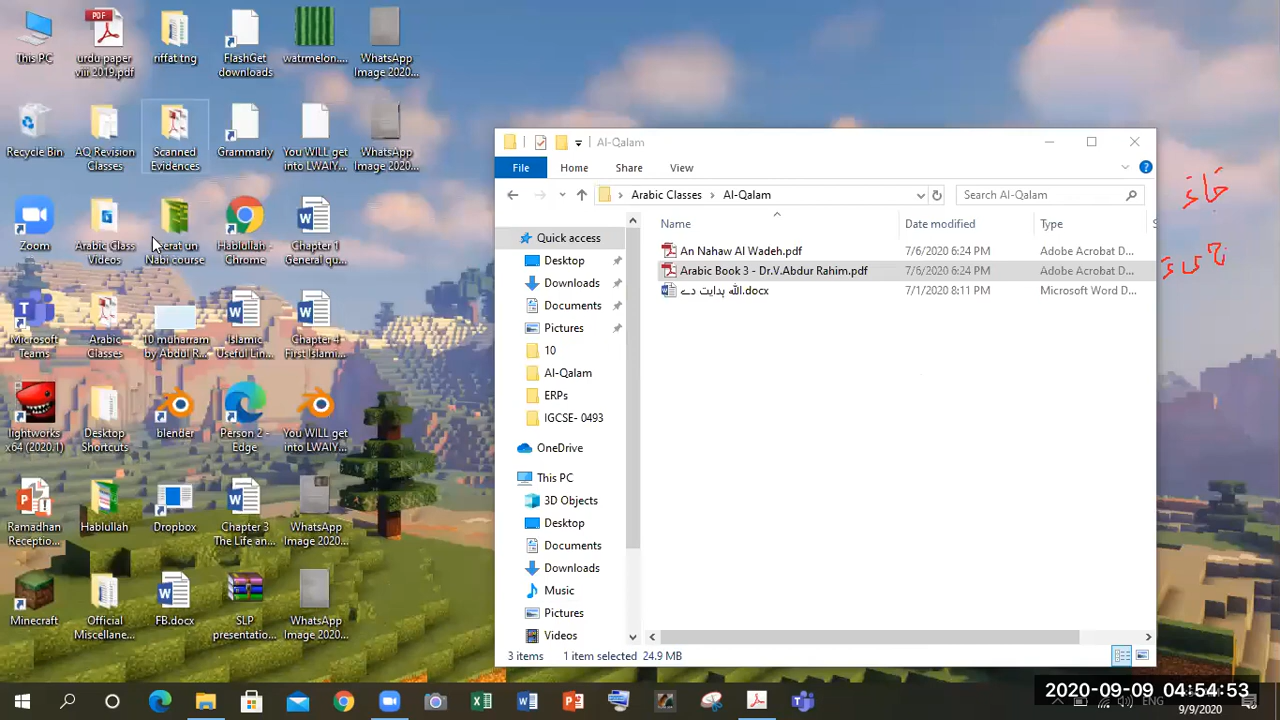 This PC
urdu paper
viii 2019.pdf
riffat tng
FlashGet
downloads
watrmelon....
WhatsApp
Image 2020...
Recycle Bin
AQ Revision
Classes
Scanned
Evidences
Grammarly
You WILL get
into LWAIY...
WhatsApp
Image 2020...
Zoom
Arabic Class
Videos
Nabi course
Hablullah -
Chrome
Chapter 1
General qu...
Microsoft
Teams
Arabic
Classes
10 muharram
by Abdul R...
Islamic
Useful Lin...
Chapter 4
First Islami...
lightworks
x64 (2020.1)
Desktop
Shortcuts
blender
Person 2 -
Edge
You WILL get
into LWAIY...
Ramadhan
Receptio...
Hablullah
Dropbox
Chapter 3
The Life an...
WhatsApp
Image 2020...
Minecraft
Official
Miscellane...
FB.docx
SLP
presentatio...
WhatsApp
Image 2020...
Al-Qalam
File Home Share View
Arabic Classes Al-Qalam
Search Al-Qalam
Quick access
Desktop
Downloads
Documents
Pictures
10
Al-Qalam
ERPs
IGCSE- 0493
OneDrive
This PC
3D Objects
Desktop
Documents
Downloads
Music
Pictures
Videos
Name Date modified Type
An Nahaw Al Wadeh.pdf 7/6/2020 6:24 PM Adobe Acrobat D...
Arabic Book 3 - Dr.V.Abdur Rahim.pdf 7/6/2020 6:24 PM Adobe Acrobat D...
الله ہدایت دے.docx 7/1/2020 8:11 PM Microsoft Word D...
3 items 1 item selected 24.9 MB
2020-09-09 04:54:53
ENG
9/9/2020